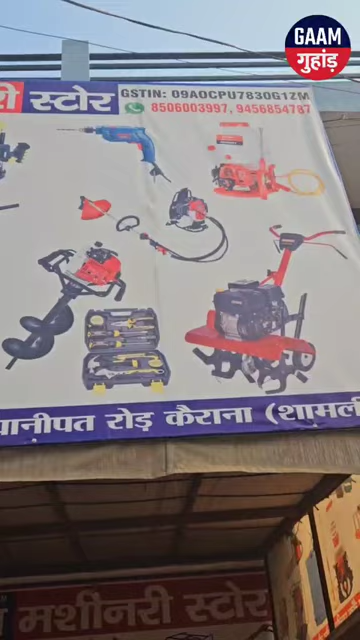 GAAM
गुहांड़
री स्टोर
GSTIN: 09AOCPU7830G1ZM
8506003997, 9456854787
पानीपत रोड़ कैराना (शामली
मशीनरी स्टोर